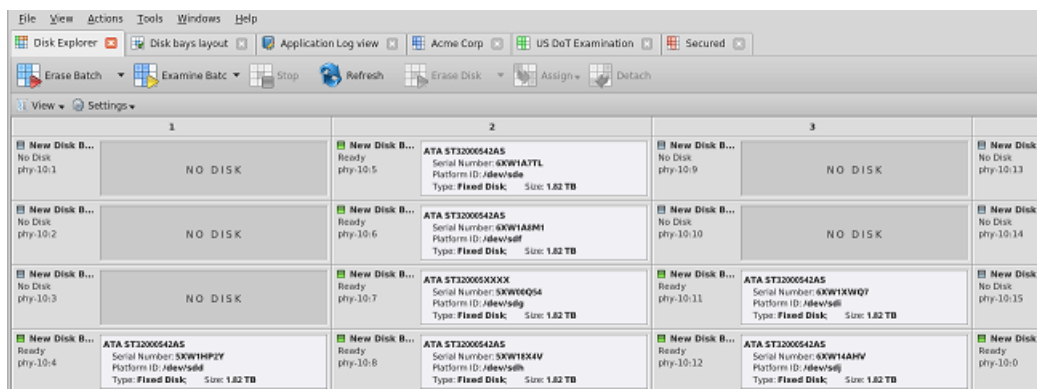 File View Actions Tools Windows Help
Disk Explorer Disk bays layout Application Log view Acme Corp US DoT Examination Secured
Erase Batch Examine Batc Stop Refresh Erase Disk Assign Detach
View Settings
1 2 3
New Disk B...
No Disk
phy-10:1
NO DISK
New Disk B...
Ready
phy-10:5
ATA ST32000542AS
Serial Number: 6XW1A7TL
Platform ID: /dev/sde
Type: Fixed Disk; Size: 1.82 TB
New Disk B...
No Disk
phy-10:9
NO DISK
New Disk
No Disk
phy-10:13
New Disk B...
No Disk
phy-10:2
NO DISK
New Disk B...
Ready
phy-10:6
ATA ST32000542AS
Serial Number: 6XW1A8M1
Platform ID: /dev/sdf
Type: Fixed Disk; Size: 1.82 TB
New Disk B...
No Disk
phy-10:10
NO DISK
New Disk
No Disk
phy-10:14
New Disk B...
No Disk
phy-10:3
NO DISK
New Disk B...
Ready
phy-10:7
ATA ST320005XXXX
Serial Number: 5XW00Q54
Platform ID: /dev/sdg
Type: Fixed Disk; Size: 1.82 TB
New Disk B...
Ready
phy-10:11
ATA ST32000542AS
Serial Number: 6XW1XWQ7
Platform ID: /dev/sdi
Type: Fixed Disk; Size: 1.82 TB
New Disk
No Disk
phy-10:15
New Disk B...
Ready
phy-10:4
ATA ST32000542AS
Serial Number: 5XW1HP2Y
Platform ID: /dev/sdd
Type: Fixed Disk; Size: 1.82 TB
New Disk B...
Ready
phy-10:8
ATA ST32000542AS
Serial Number: 5XW18X4V
Platform ID: /dev/sdh
Type: Fixed Disk; Size: 1.82 TB
New Disk B...
Ready
phy-10:12
ATA ST32000542AS
Serial Number: 6XW14AHV
Platform ID: /dev/sdj
Type: Fixed Disk; Size: 1.82 TB
New Disk
Ready
phy-10:0